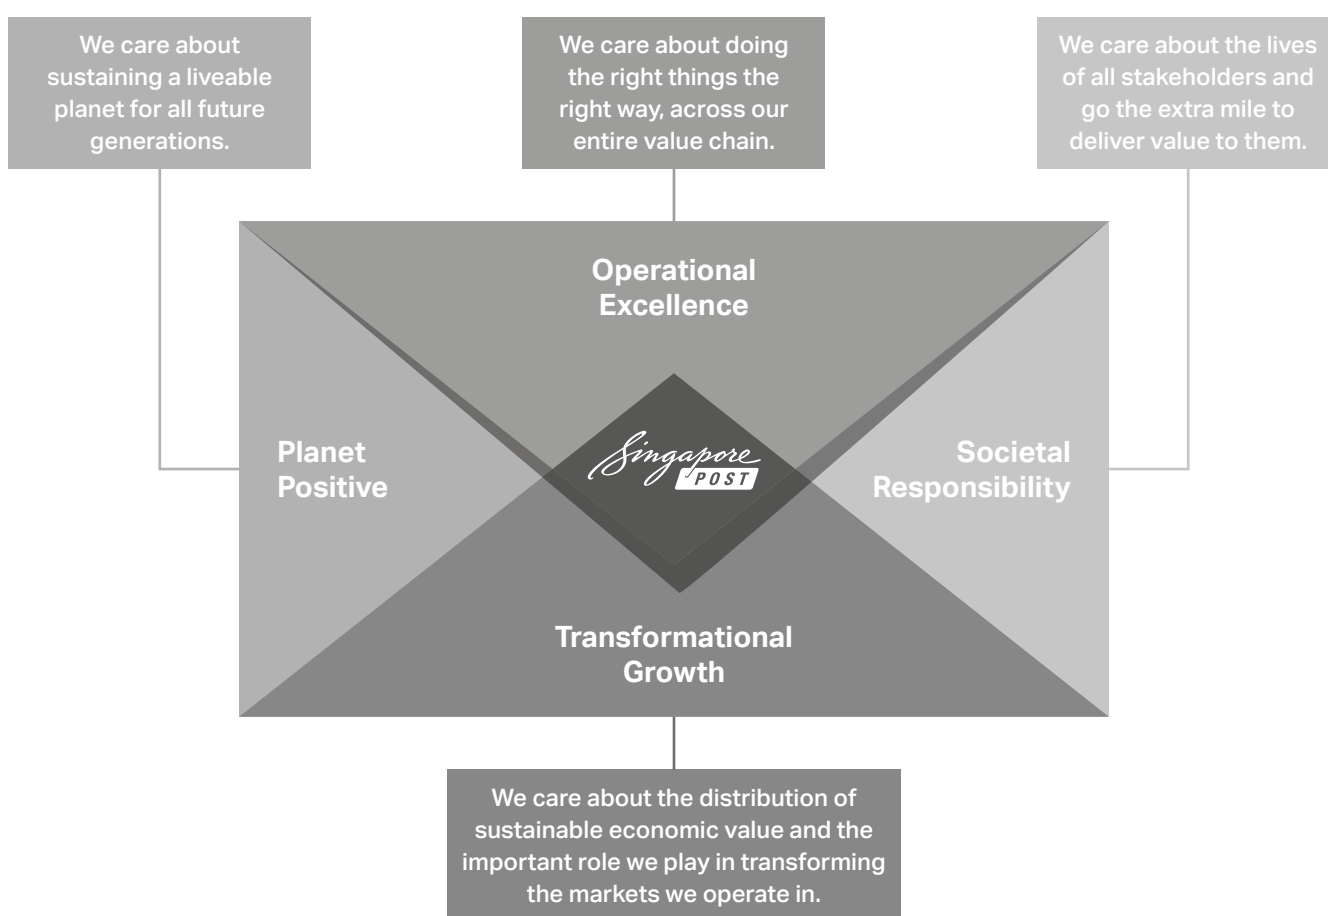 We care about
sustaining a liveable
planet for all future
generations.
We care about doing
the right things the
right way, across our
entire value chain.
We care about the lives
of all stakeholders and
go the extra mile to
deliver value to them.
Operational
Excellence
Planet
Positive
Singapore
POST
Societal
Responsibility
Transformational
Growth
We care about the distribution of
sustainable economic value and the
important role we play in transforming
the markets we operate in.